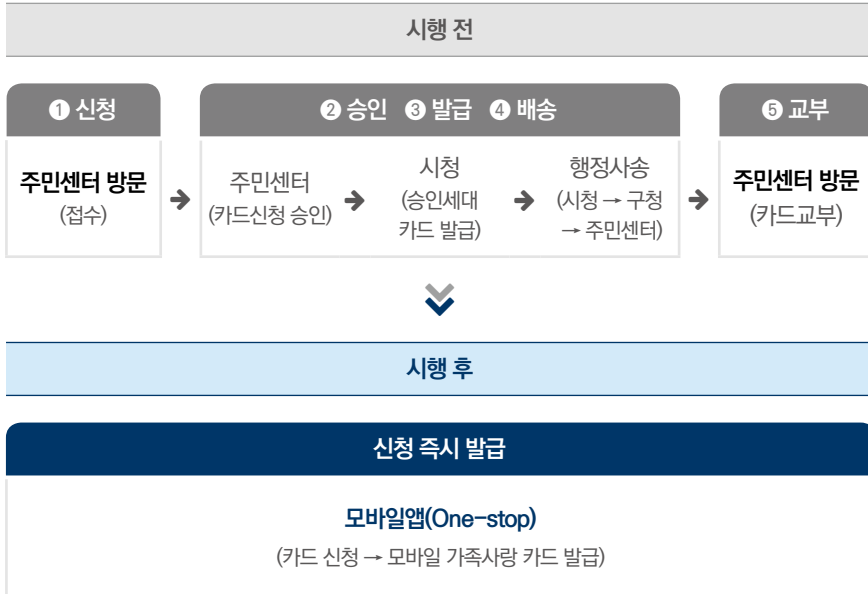 시행 전
❶ 신청
주민센터 방문
(접수)
➔
❷ 승인 ❸ 발급 ❹ 배송
주민센터
(카드신청 승인)
➔
시청
(승인세대
카드 발급)
➔
행정사송
(시청 → 구청
→ 주민센터)
➔
❺ 교부
주민센터 방문
(카드교부)
시행 후
신청 즉시 발급
모바일앱(One-stop)
(카드 신청 → 모바일 가족사랑 카드 발급)